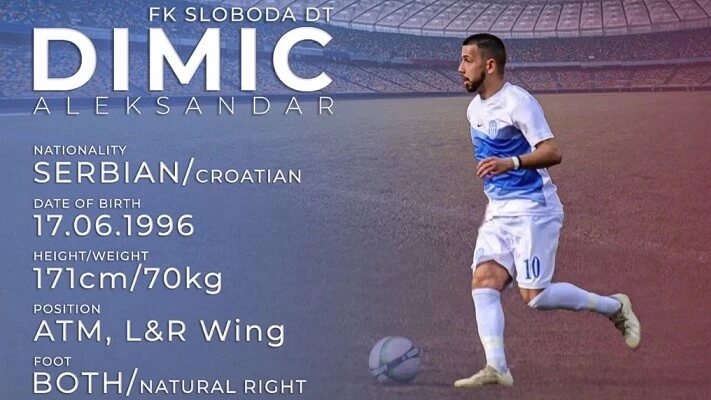 FK SLOBODA DT
DIMIC
ALEKSANDAR
NATIONALITY
SERBIAN/CROATIAN
DATE OF BIRTH
17.06.1996
HEIGHT/WEIGHT
171cm/70kg
POSITION
ATM, L&R Wing
FOOT
BOTH/NATURAL RIGHT
10